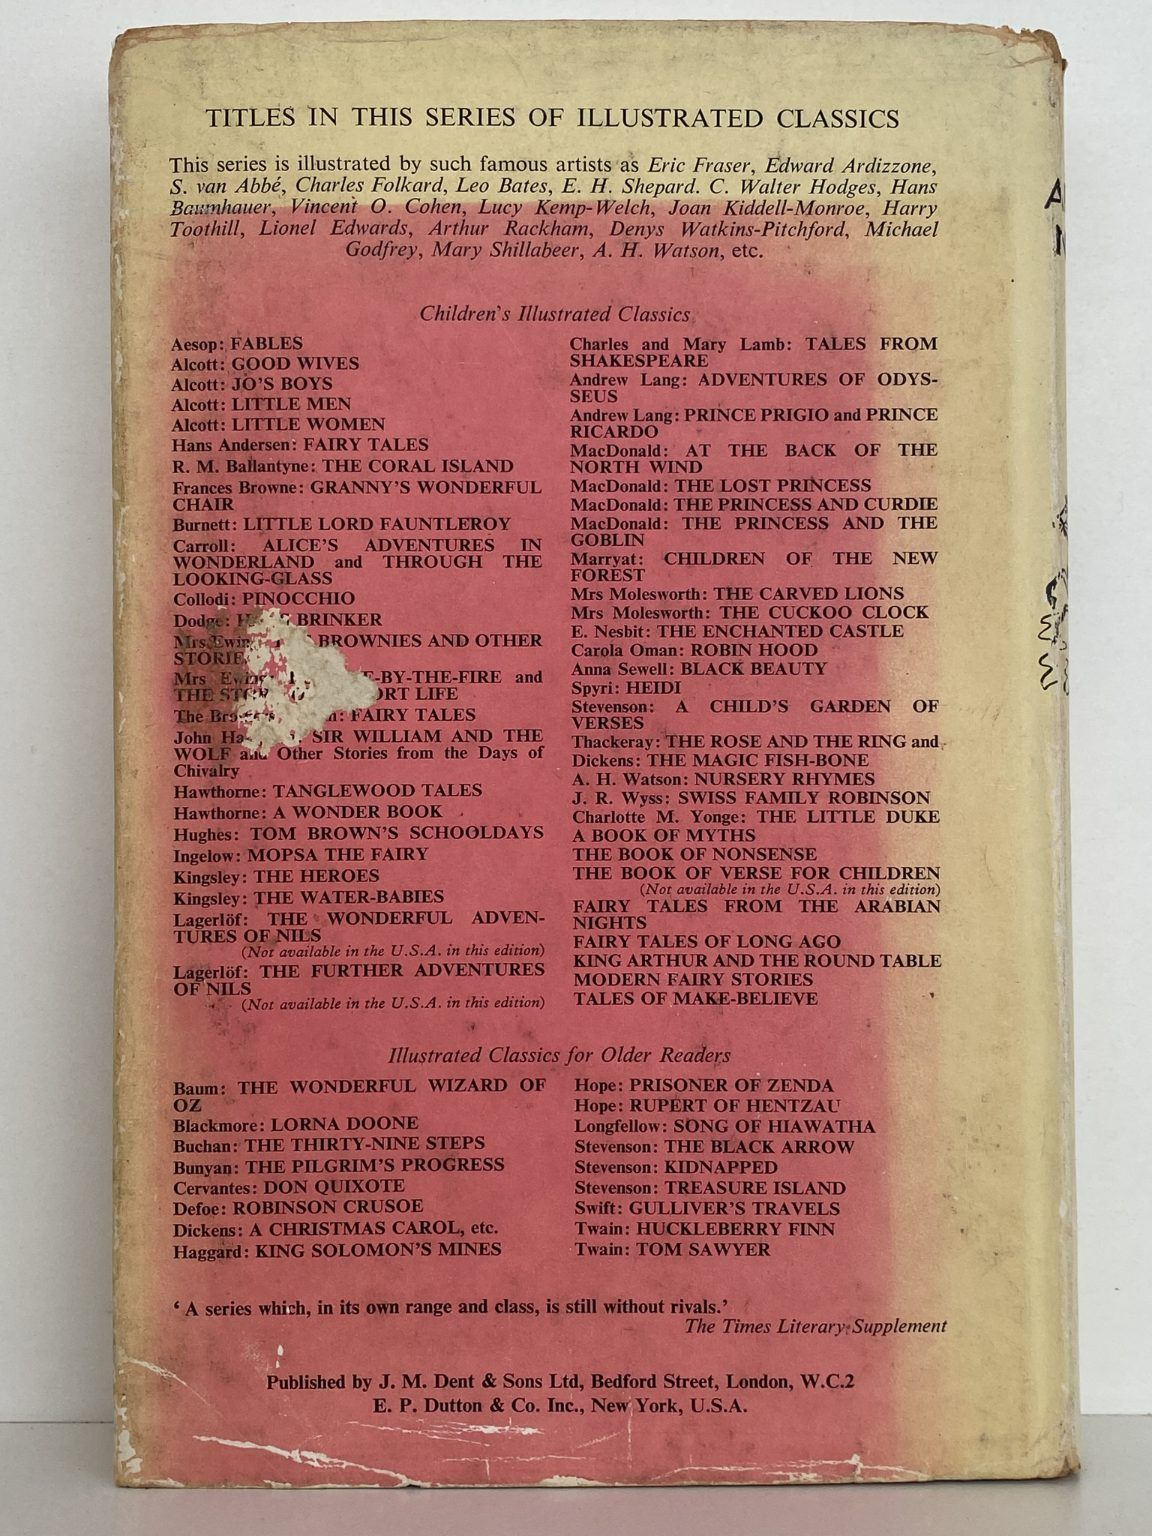 TITLES IN THIS SERIES OF ILLUSTRATED CLASSICS
This series is illustrated by such famous artists as Eric Fraser, Edward Ardizzone,
S. van Abbé, Charles Folkard, Leo Bates, E. H. Shepard. C. Walter Hodges, Hans
Baumhauer, Vincent O. Cohen, Lucy Kemp-Welch, Joan Kiddell-Monroe, Harry
Toothill, Lionel Edwards, Arthur Rackham, Denys Watkins-Pitchford, Michael
Godfrey, Mary Shillabeer, A. H. Watson, etc.
Children's Illustrated Classics
Aesop: FABLES
Alcott: GOOD WIVES
Alcott: JO'S BOYS
Alcott: LITTLE MEN
Alcott: LITTLE WOMEN
Hans Andersen: FAIRY TALES
R. M. Ballantyne: THE CORAL ISLAND
Frances Browne: GRANNY'S WONDERFUL
CHAIR
Burnett: LITTLE LORD FAUNTLEROY
Carroll: ALICE'S ADVENTURES IN
WONDERLAND and THROUGH THE
LOOKING-GLASS
Collodi: PINOCCHIO
Dodge: BRINKER
Mrs Ewing BROWNIES AND OTHER
STORIE
Mrs Ewing E-BY-THE-FIRE and
THE ORT LIFE
The FAIRY TALES
John SIR WILLIAM AND THE
WOLF and Other Stories from the Days of
Chivalry
Hawthorne: TANGLEWOOD TALES
Hawthorne: A WONDER BOOK
Hughes: TOM BROWN'S SCHOOLDAYS
Ingelow: MOPSA THE FAIRY
Kingsley: THE HEROES
Kingsley: THE WATER-BABIES
Lagerlöf: THE WONDERFUL ADVEN-
TURES OF NILS
(Not available in the U.S.A. in this edition)
Lagerlöf: THE FURTHER ADVENTURES
OF NILS
(Not available in the U.S.A. in this edition)
Charles and Mary Lamb: TALES FROM
SHAKESPEARE
Andrew Lang: ADVENTURES OF ODYS-
SEUS
Andrew Lang: PRINCE PRIGIO and PRINCE
RICARDO
MacDonald: AT THE BACK OF THE
NORTH WIND
MacDonald: THE LOST PRINCESS
MacDonald: THE PRINCESS AND CURDIE
MacDonald: THE PRINCESS AND THE
GOBLIN
Marryat: CHILDREN OF THE NEW
FOREST
Mrs Molesworth: THE CARVED LIONS
Mrs Molesworth: THE CUCKOO CLOCK
E. Nesbit: THE ENCHANTED CASTLE
Carola Oman: ROBIN HOOD
Anna Sewell: BLACK BEAUTY
Spyri: HEIDI
Stevenson: A CHILD'S GARDEN OF
VERSES
Thackeray: THE ROSE AND THE RING and
Dickens: THE MAGIC FISH-BONE
A. H. Watson: NURSERY RHYMES
J. R. Wyss: SWISS FAMILY ROBINSON
Charlotte M. Yonge: THE LITTLE DUKE
A BOOK OF MYTHS
THE BOOK OF NONSENSE
THE BOOK OF VERSE FOR CHILDREN
(Not available in the U.S.A. in this edition)
FAIRY TALES FROM THE ARABIAN
NIGHTS
FAIRY TALES OF LONG AGO
KING ARTHUR AND THE ROUND TABLE
MODERN FAIRY STORIES
TALES OF MAKE-BELIEVE
Illustrated Classics for Older Readers
Baum: THE WONDERFUL WIZARD OF
OZ
Blackmore: LORNA DOONE
Buchan: THE THIRTY-NINE STEPS
Bunyan: THE PILGRIM'S PROGRESS
Cervantes: DON QUIXOTE
Defoe: ROBINSON CRUSOE
Dickens: A CHRISTMAS CAROL, etc.
Haggard: KING SOLOMON'S MINES
Hope: PRISONER OF ZENDA
Hope: RUPERT OF HENTZAU
Longfellow: SONG OF HIAWATHA
Stevenson: THE BLACK ARROW
Stevenson: KIDNAPPED
Stevenson: TREASURE ISLAND
Swift: GULLIVER'S TRAVELS
Twain: HUCKLEBERRY FINN
Twain: TOM SAWYER
'A series which, in its own range and class, is still without rivals.'
The Times Literary Supplement
Published by J. M. Dent & Sons Ltd, Bedford Street, London, W.C.2
E. P. Dutton & Co. Inc., New York, U.S.A.